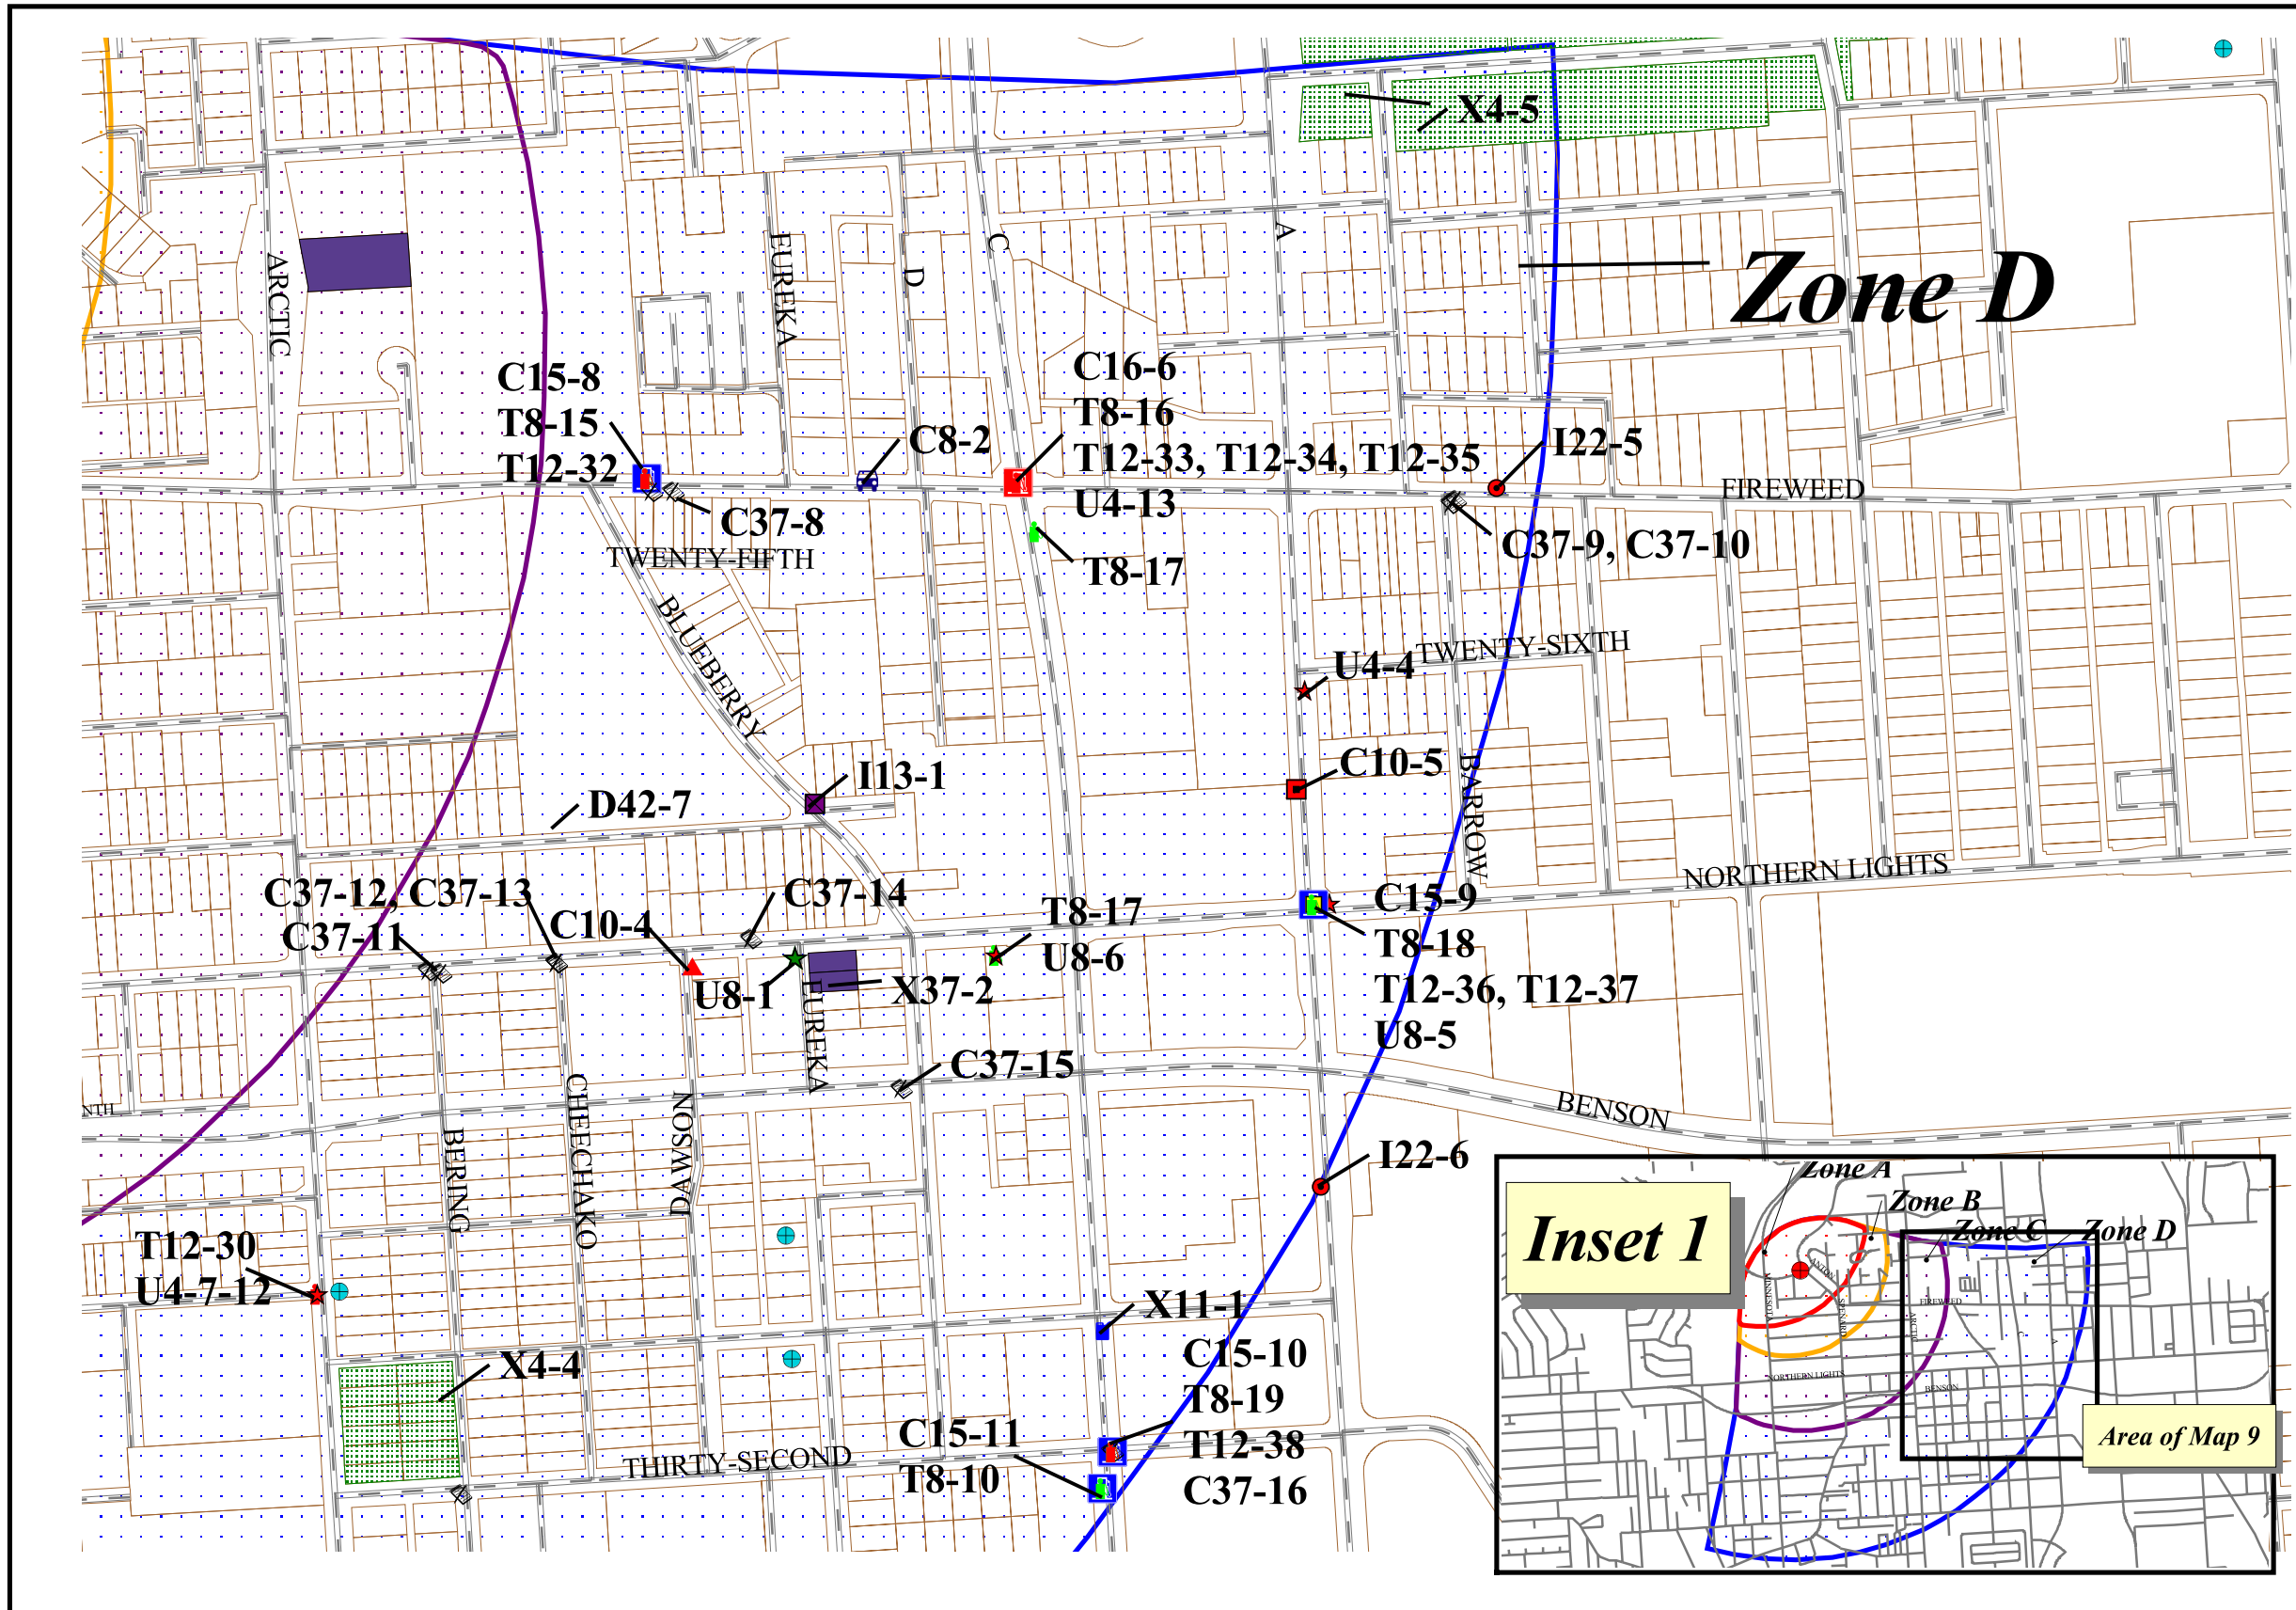 X4-5
ARCTIC
EUREKA
D
C
A
Zone D
C15-8
T8-15
T12-32
C8-2
C16-6
T8-16
T12-33, T12-34, T12-35
U4-13
I22-5
FIREWEED
C37-8
TWENTY-FIFTH
T8-17
C37-9, C37-10
BLUEBERRY
U4-4
TWENTY-SIXTH
C10-5
BARROW
I13-1
D42-7
NORTHERN LIGHTS
C37-12, C37-13
C37-11
C10-4
C37-14
T8-17
U8-6
C15-9
T8-18
T12-36, T12-37
U8-5
U8-1
X37-2
EUREKA
C37-15
NTH
BERING
CHEECHAKO
DAWSON
BENSON
I22-6
T12-30
U4-7-12
X11-1
X4-4
C15-10
T8-19
T12-38
C37-16
C15-11
T8-10
THIRTY-SECOND
Inset 1
Zone A
Zone B
Zone C
Zone D
MINNESOTA
SPENARD
ARCTIC
FIREWEED
C
A
NORTHERN LIGHTS
BENSON
Area of Map 9